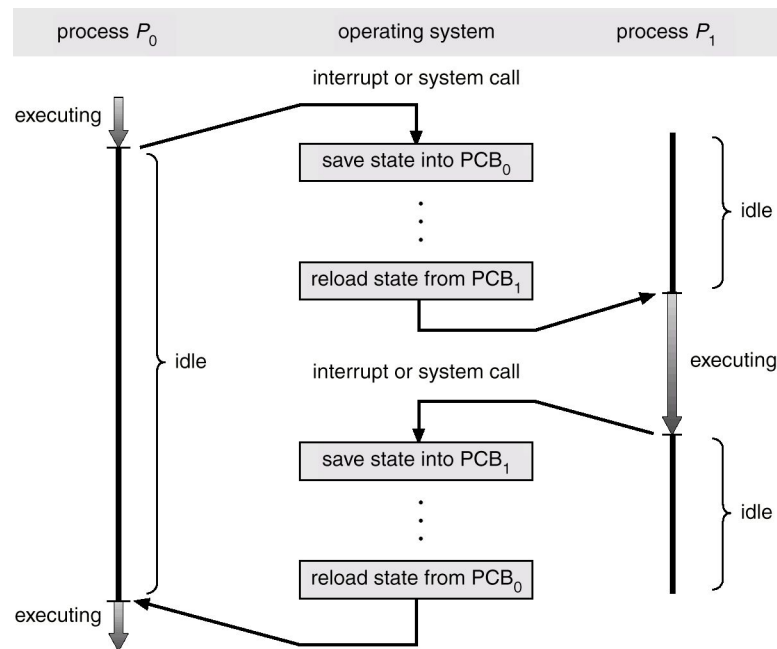 process P₀ operating system process P₁
interrupt or system call
executing
save state into PCB₀
.
.
.
idle
reload state from PCB₁
idle
interrupt or system call
executing
save state into PCB₁
.
.
.
idle
reload state from PCB₀
executing